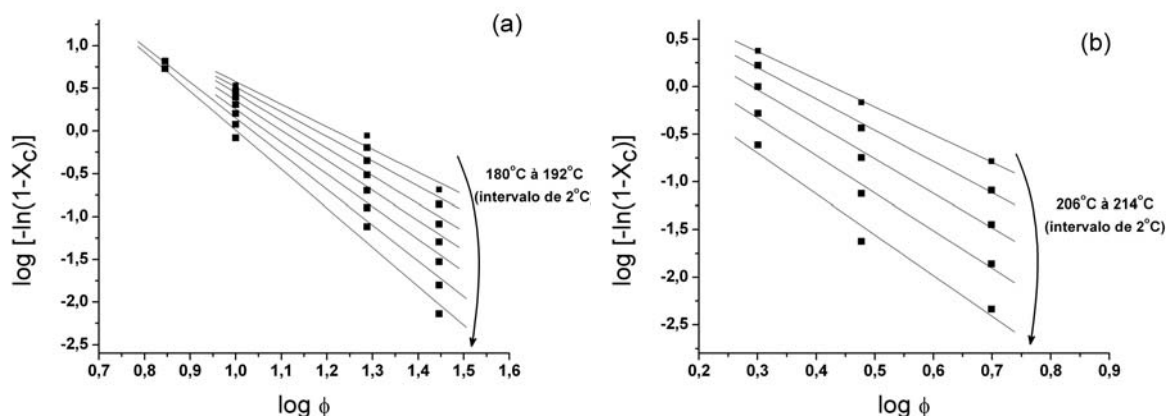 (a)
1,0
0,5
0,0
-0,5
-1,0
-1,5
-2,0
-2,5
log [-ln(1-X_C)]
180°C à 192°C
(intervalo de 2°C)
0,7 0,8 0,9 1,0 1,1 1,2 1,3 1,4 1,5 1,6
log ϕ
(b)
0,5
0,0
-0,5
-1,0
-1,5
-2,0
-2,5
log [-ln(1-X_C)]
206°C à 214°C
(intervalo de 2°C)
0,2 0,3 0,4 0,5 0,6 0,7 0,8 0,9
log ϕ